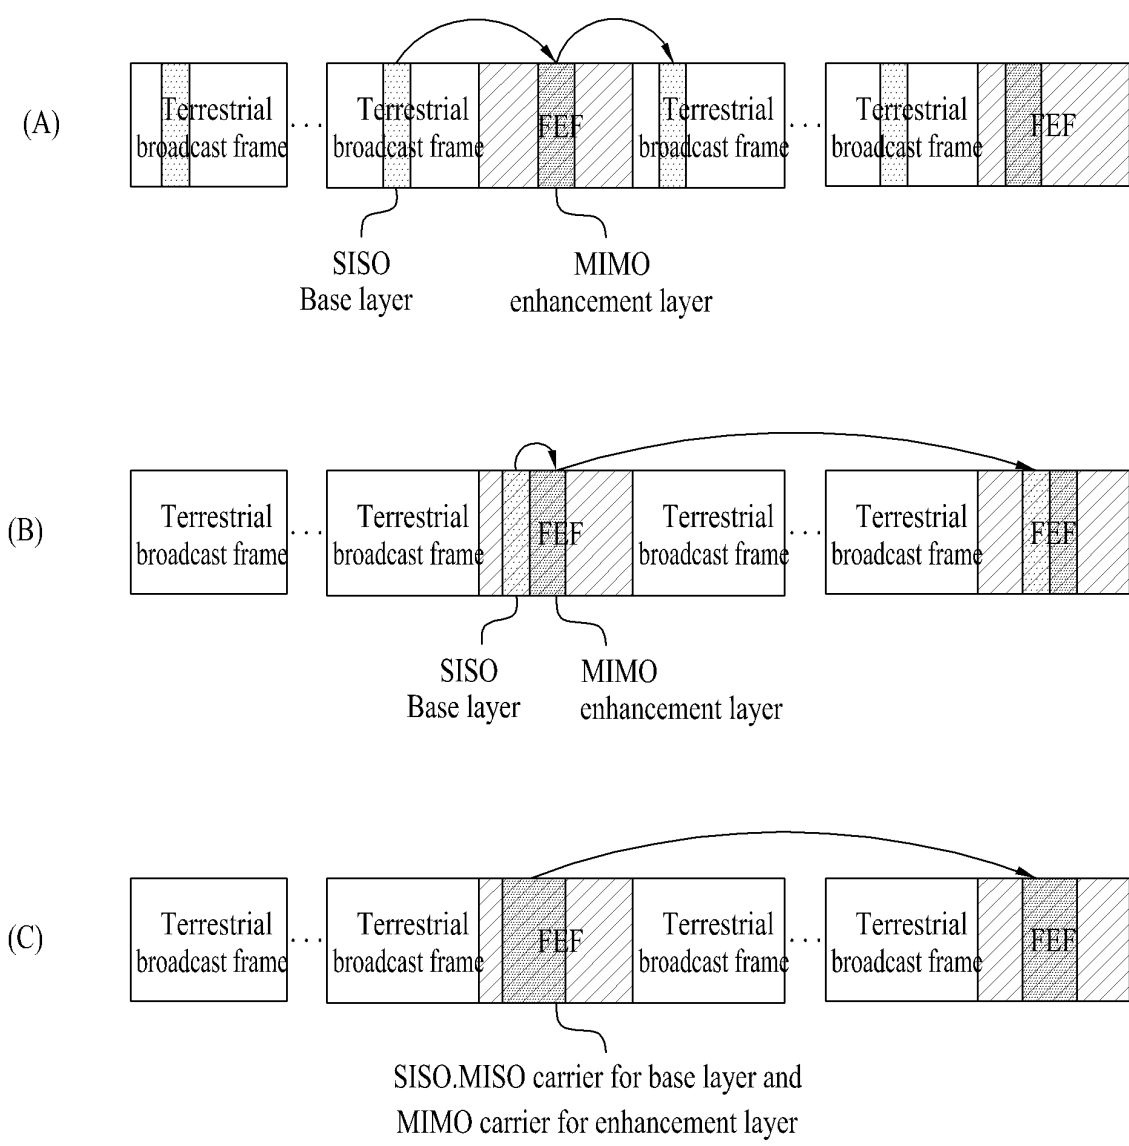 (A)
Terrestrial
broadcast frame
. . .
Terrestrial
broadcast frame
FEF
Terrestrial
broadcast frame
. . .
Terrestrial
broadcast frame
FEF
SISO
Base layer
MIMO
enhancement layer
(B)
Terrestrial
broadcast frame
. . .
Terrestrial
broadcast frame
FEF
Terrestrial
broadcast frame
. . .
Terrestrial
broadcast frame
FEF
SISO
Base layer
MIMO
enhancement layer
(C)
Terrestrial
broadcast frame
. . .
Terrestrial
broadcast frame
FEF
Terrestrial
broadcast frame
. . .
Terrestrial
broadcast frame
FEF
SISO.MISO carrier for base layer and
MIMO carrier for enhancement layer